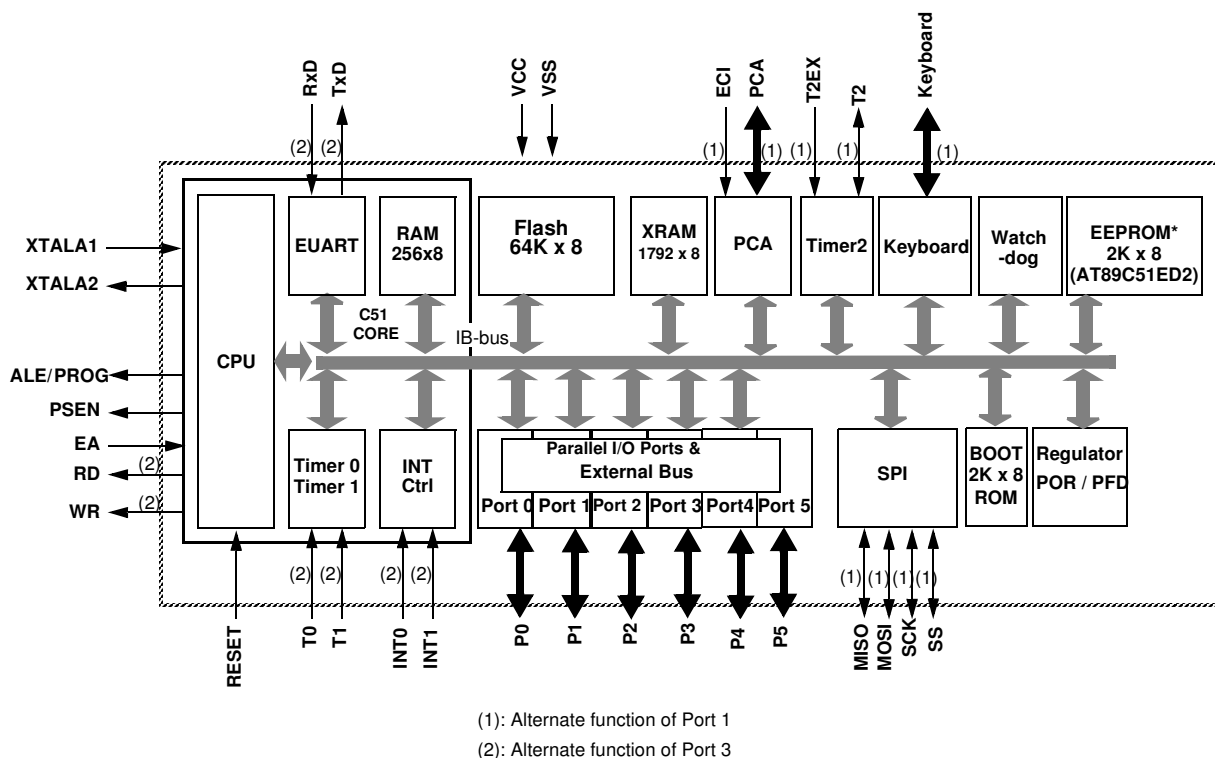 RxD
TxD
VCC
VSS
ECI
PCA
T2EX
T2
Keyboard
(2)
(2)
(1)
(1)
(1)
(1)
(1)
XTALA1
XTALA2
ALE/PROG
PSEN
EA
RD
(2)
WR
(2)
CPU
EUART
RAM
256x8
C51
CORE
IB-bus
Flash
64K x 8
XRAM
1792 x 8
PCA
Timer2
Keyboard
Watch
-dog
EEPROM*
2K x 8
(AT89C51ED2)
Timer 0
Timer 1
INT
Ctrl
Parallel I/O Ports &
External Bus
Port 0
Port 1
Port 2
Port 3
Port4
Port 5
SPI
BOOT
2K x 8
ROM
Regulator
POR / PFD
(2)
(2)
(2)
(2)
(1)
(1)
(1)
(1)
RESET
T0
T1
INT0
INT1
P0
P1
P2
P3
P4
P5
MISO
MOSI
SCK
SS
(1): Alternate function of Port 1
(2): Alternate function of Port 3